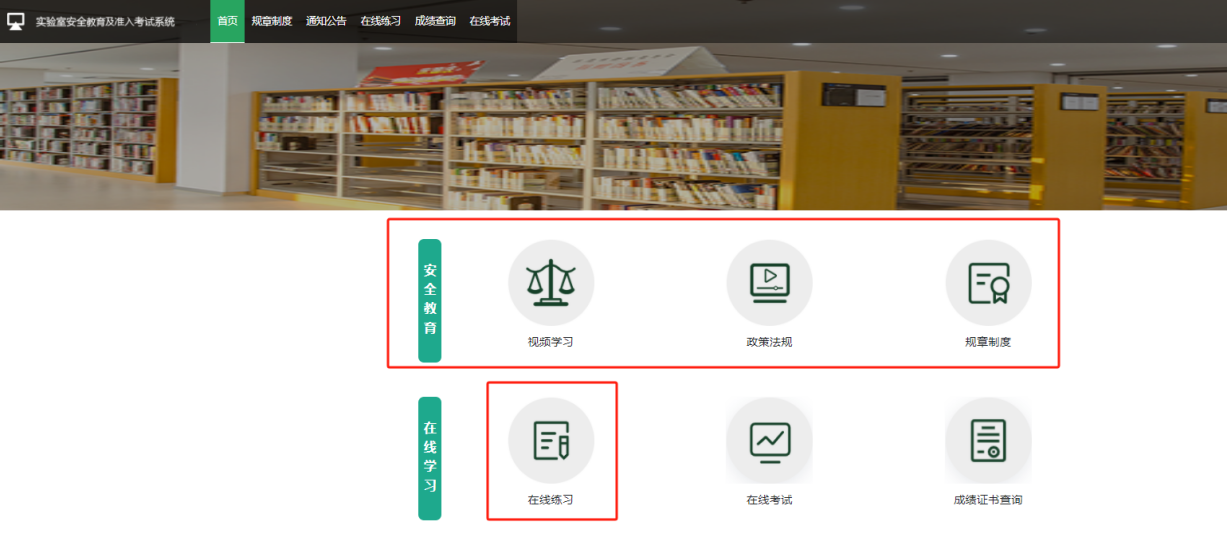 实验室安全教育及准入考试系统 首页 规章制度 通知公告 在线练习 成绩查询 在线考试
安全教育
视频学习 政策法规 规章制度
在线学习
在线练习 在线考试 成绩证书查询